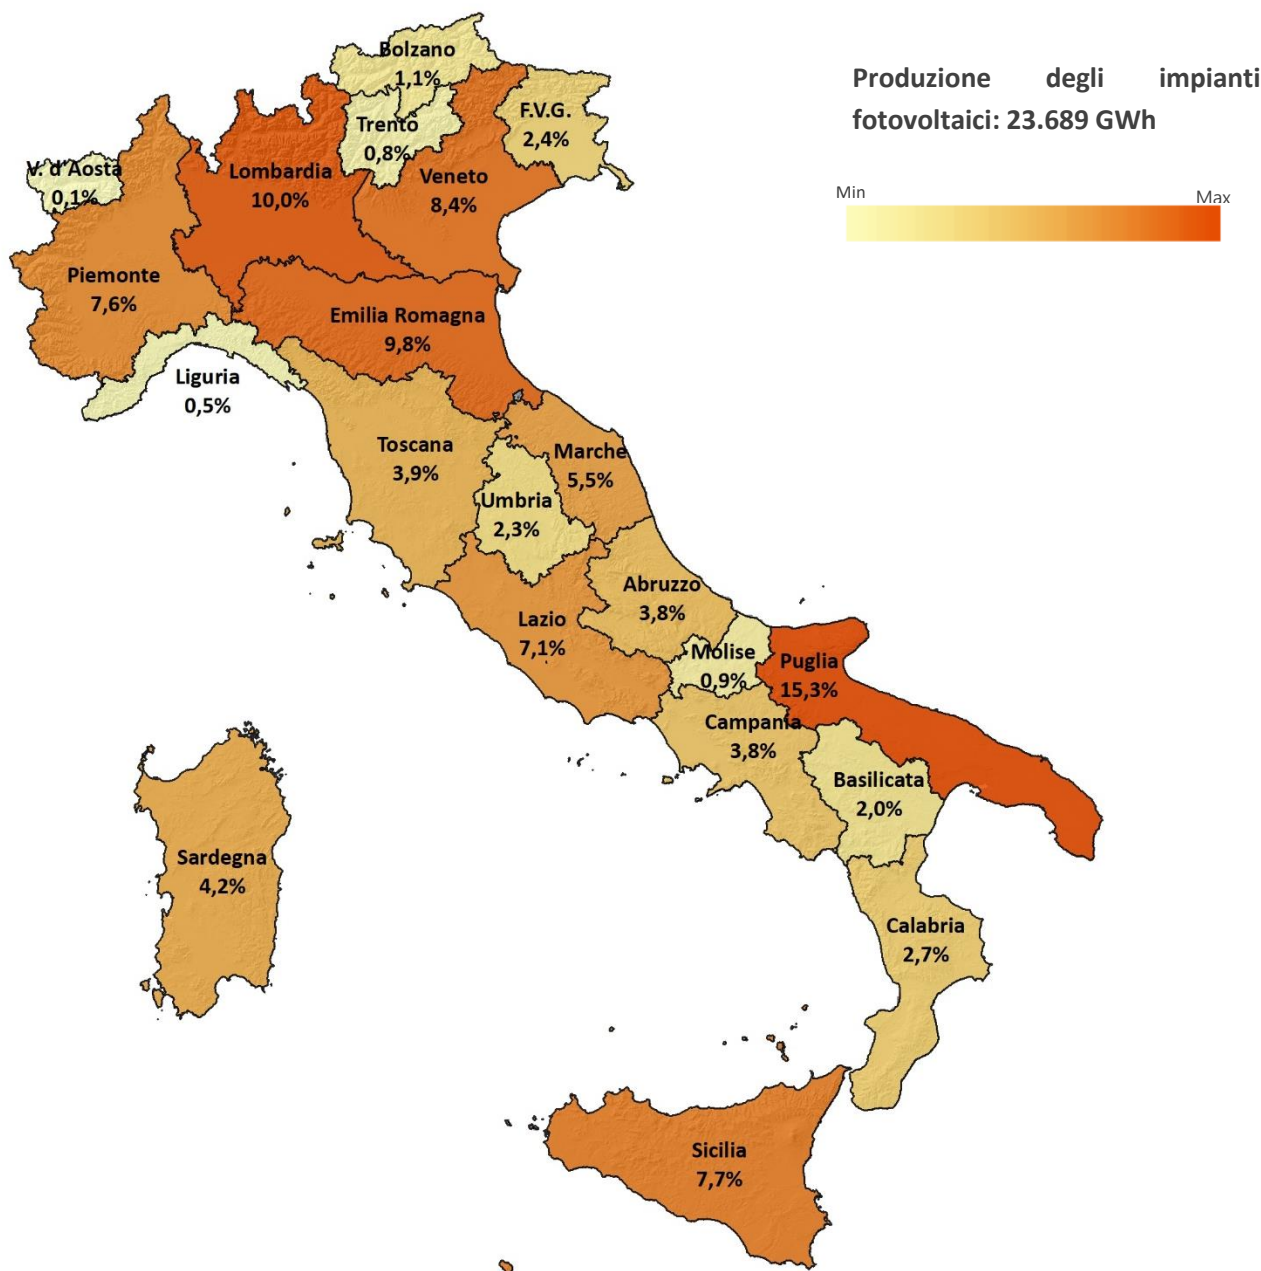 Produzione degli impianti
fotovoltaici: 23.689 GWh
Min
Max
Bolzano
1,1%
Trento
0,8%
F.V.G.
2,4%
V. d'Aosta
0,1%
Lombardia
10,0%
Veneto
8,4%
Piemonte
7,6%
Emilia Romagna
9,8%
Liguria
0,5%
Toscana
3,9%
Marche
5,5%
Umbria
2,3%
Abruzzo
3,8%
Lazio
7,1%
Molise
0,9%
Puglia
15,3%
Campania
3,8%
Basilicata
2,0%
Sardegna
4,2%
Calabria
2,7%
Sicilia
7,7%